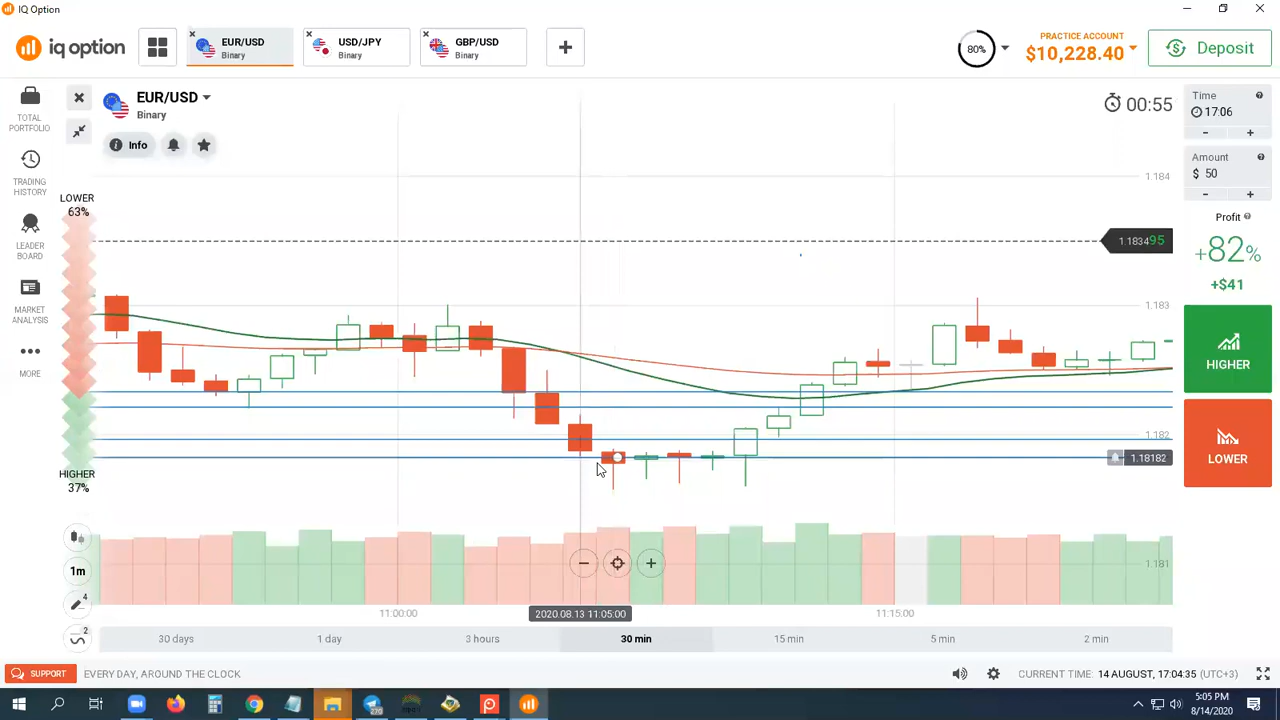 IQ Option
iq option
EUR/USD
Binary
USD/JPY
Binary
GBP/USD
Binary
80%
PRACTICE ACCOUNT
$10,228.40
Deposit
TOTAL
PORTFOLIO
TRADING
HISTORY
LEADER
BOARD
MARKET
ANALYSIS
MORE
EUR/USD
Binary
Info
00:55
LOWER
63%
HIGHER
37%
1.184
1.183495
1.183
1.182
1.18182
1.181
Time
17:06
- +
Amount
$ 50
- +
Profit
+82%
+$41
HIGHER
LOWER
1m
4
2
11:00:00
2020.08.13 11:05:00
11:15:00
30 days
1 day
3 hours
30 min
15 min
5 min
2 min
SUPPORT
EVERY DAY, AROUND THE CLOCK
CURRENT TIME: 14 AUGUST, 17:04:35 (UTC+3)
5:05 PM
8/14/2020